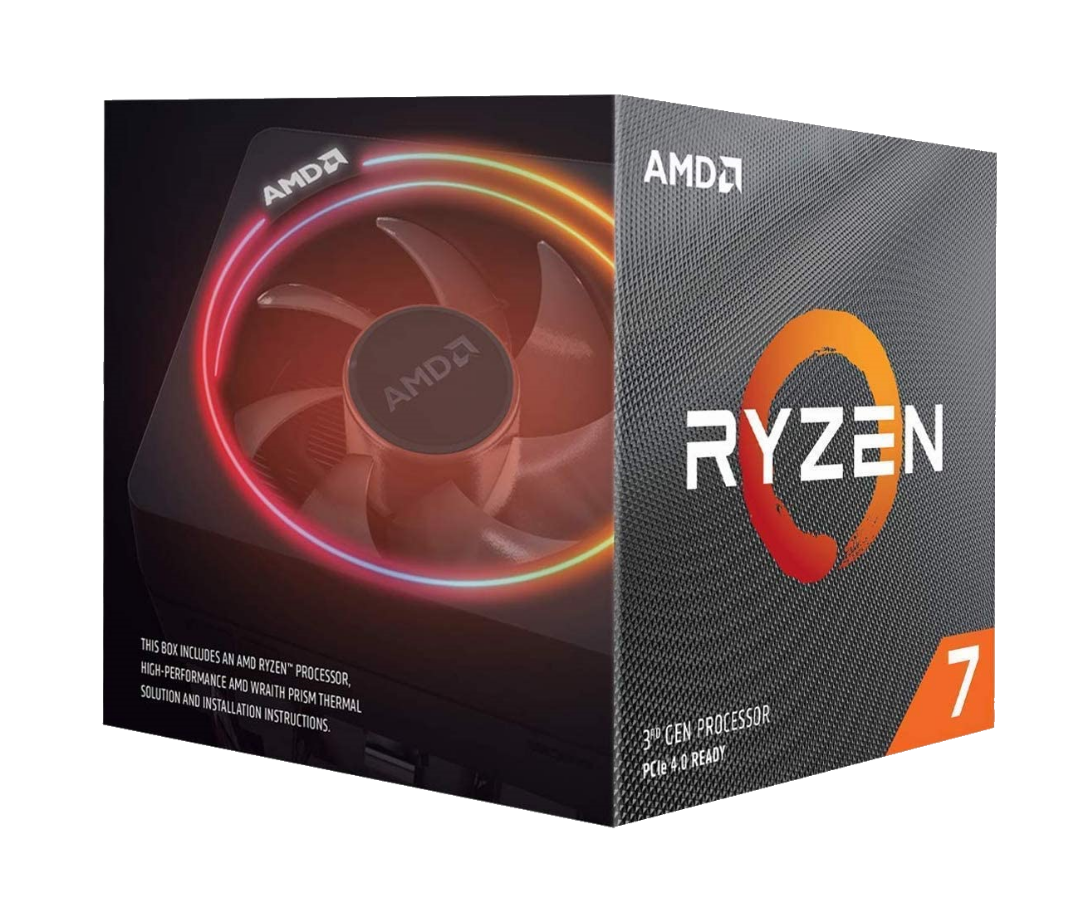 AMD
AMD
THIS BOX INCLUDES AN AMD RYZEN™ PROCESSOR,
HIGH-PERFORMANCE AMD WRAITH PRISM THERMAL
SOLUTION AND INSTALLATION INSTRUCTIONS.
AMD
RYZEN
7
3RD GEN PROCESSOR
PCIe 4.0 READY